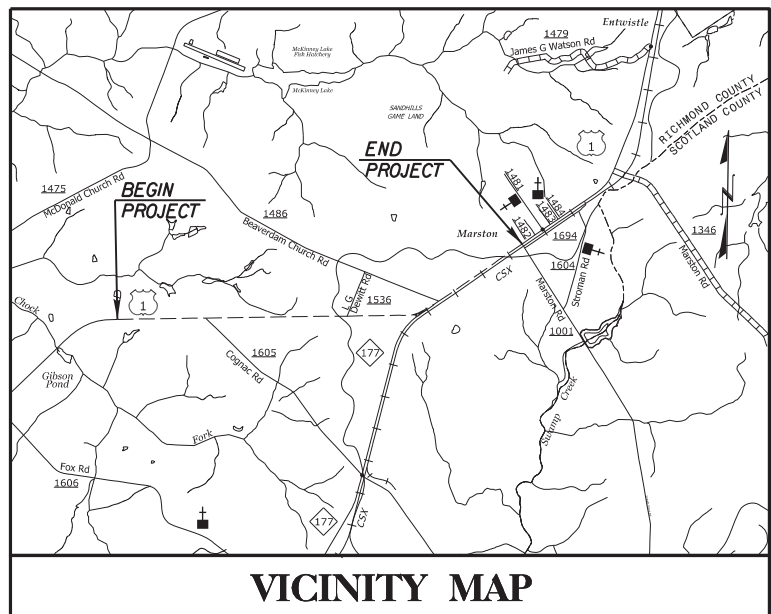 Entwistle
1479
James G Watson Rd
McKinney Lake
Fish Hatchery
McKinney Lake
SANDHILLS
GAME LAND
RICHMOND COUNTY
SCOTLAND COUNTY
1
END
PROJECT
1475
McDonald Church Rd
BEGIN
PROJECT
1486
Beaverdam Church Rd
1481
1484
1483
1482
Marston
1694
1346
Marston Rd
N
1604
Stroman Rd
CSX
Marston Rd
1001
L G
Dewitt Rd
1536
Chock
1
177
1605
Cognac Rd
Gibson
Pond
Creek
Swamp
Fork
Fox Rd
1606
177
CSX
VICINITY MAP